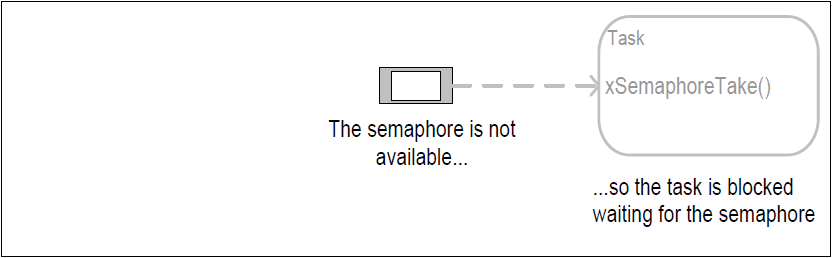 Task
xSemaphoreTake()
The semaphore is not
available...
...so the task is blocked
waiting for the semaphore